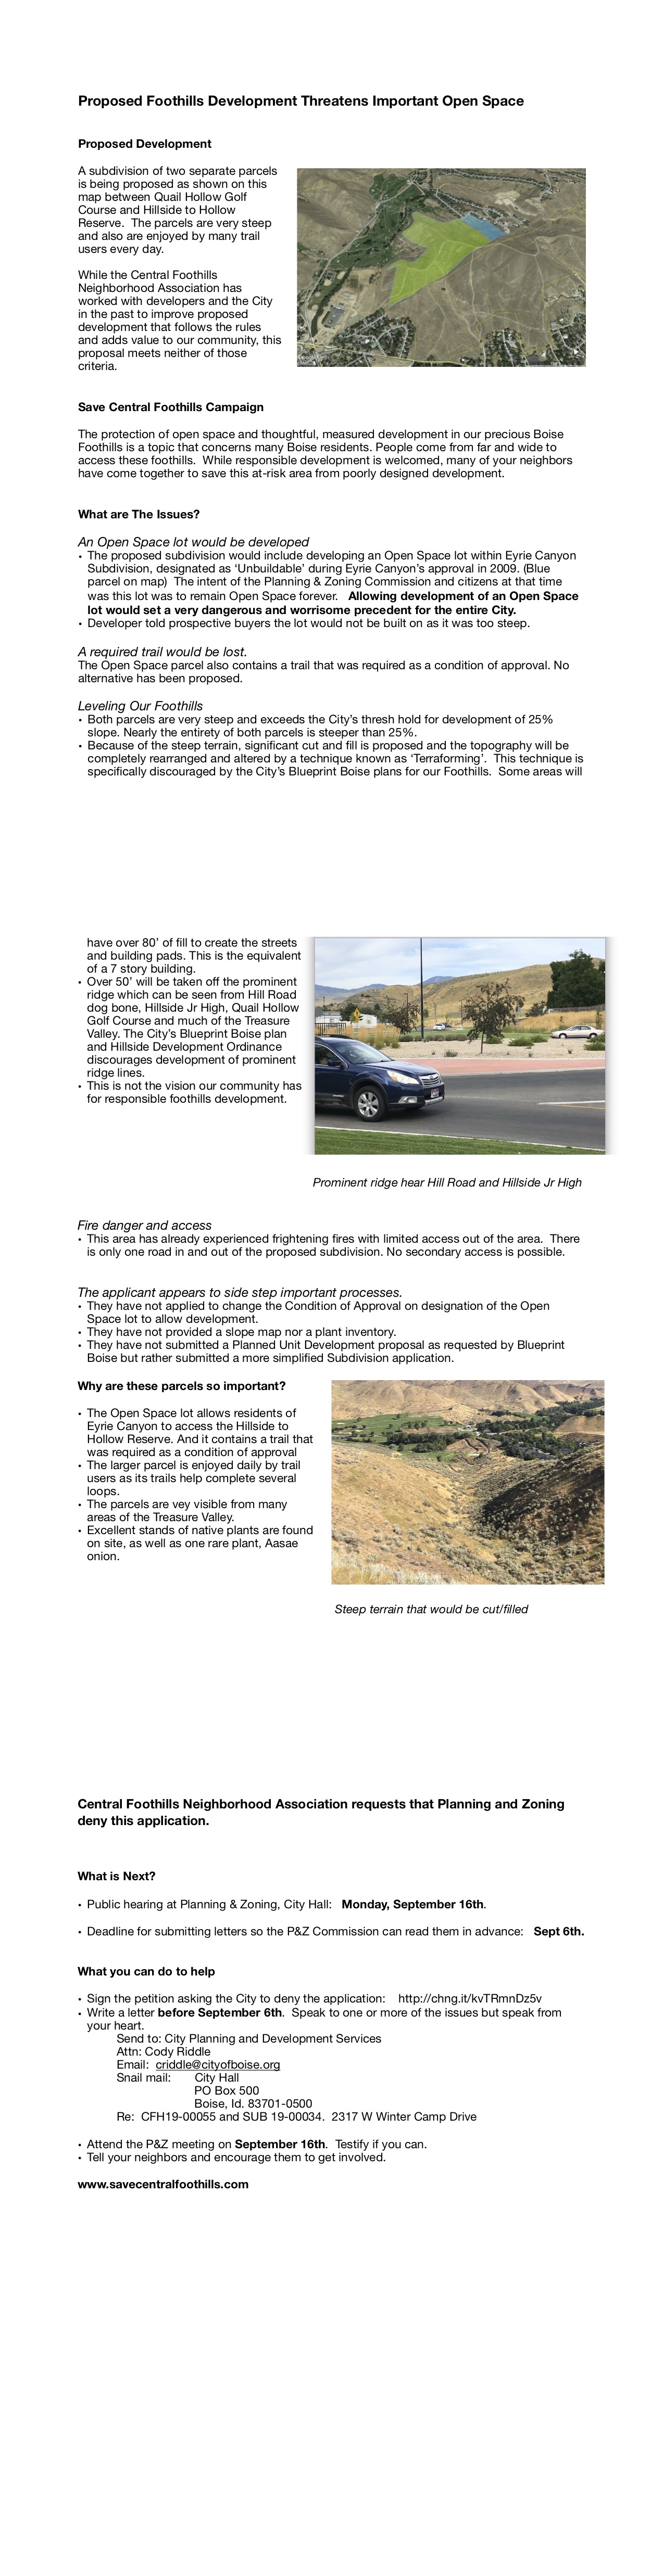 Proposed Foothills Development Threatens Important Open Space
Proposed Development
A subdivision of two separate parcels
is being proposed as shown on this
map between Quail Hollow Golf
Course and Hillside to Hollow
Reserve.  The parcels are very steep
and also are enjoyed by many trail
users every day.
While the Central Foothills
Neighborhood Association has
worked with developers and the City
in the past to improve proposed
development that follows the rules
and adds value to our community, this
proposal meets neither of those
criteria.
Save Central Foothills Campaign
The protection of open space and thoughtful, measured development in our precious Boise
Foothills is a topic that concerns many Boise residents. People come from far and wide to
access these foothills.  While responsible development is welcomed, many of your neighbors
have come together to save this at-risk area from poorly designed development.
What are The Issues?
An Open Space lot would be developed
• The proposed subdivision would include developing an Open Space lot within Eyrie Canyon
Subdivision, designated as ‘Unbuildable’ during Eyrie Canyon’s approval in 2009. (Blue
parcel on map)  The intent of the Planning & Zoning Commission and citizens at that time
was this lot was to remain Open Space forever.   Allowing development of an Open Space
lot would set a very dangerous and worrisome precedent for the entire City.
• Developer told prospective buyers the lot would not be built on as it was too steep.
A required trail would be lost.
The Open Space parcel also contains a trail that was required as a condition of approval. No
alternative has been proposed.
Leveling Our Foothills
• Both parcels are very steep and exceeds the City’s thresh hold for development of 25%
slope. Nearly the entirety of both parcels is steeper than 25%.
• Because of the steep terrain, significant cut and fill is proposed and the topography will be
completely rearranged and altered by a technique known as ‘Terraforming’.  This technique is
specifically discouraged by the City’s Blueprint Boise plans for our Foothills.  Some areas will
have over 80’ of fill to create the streets
and building pads. This is the equivalent
of a 7 story building.
• Over 50’ will be taken off the prominent
ridge which can be seen from Hill Road
dog bone, Hillside Jr High, Quail Hollow
Golf Course and much of the Treasure
Valley. The City’s Blueprint Boise plan
and Hillside Development Ordinance
discourages development of prominent
ridge lines.
• This is not the vision our community has
for responsible foothills development.
Prominent ridge hear Hill Road and Hillside Jr High
Fire danger and access
• This area has already experienced frightening fires with limited access out of the area.  There
is only one road in and out of the proposed subdivision. No secondary access is possible.
The applicant appears to side step important processes.
• They have not applied to change the Condition of Approval on designation of the Open
Space lot to allow development.
• They have not provided a slope map nor a plant inventory.
• They have not submitted a Planned Unit Development proposal as requested by Blueprint
Boise but rather submitted a more simplified Subdivision application.
Why are these parcels so important?
• The Open Space lot allows residents of
Eyrie Canyon to access the Hillside to
Hollow Reserve. And it contains a trail that
was required as a condition of approval
• The larger parcel is enjoyed daily by trail
users as its trails help complete several
loops.
• The parcels are vey visible from many
areas of the Treasure Valley.
• Excellent stands of native plants are found
on site, as well as one rare plant, Aasae
onion.
Steep terrain that would be cut/filled
Central Foothills Neighborhood Association requests that Planning and Zoning
deny this application.
What is Next?
• Public hearing at Planning & Zoning, City Hall:   Monday, September 16th.
• Deadline for submitting letters so the P&Z Commission can read them in advance:   Sept 6th.
What you can do to help
• Sign the petition asking the City to deny the application:    http://chng.it/kvTRmnDz5v
• Write a letter before September 6th.  Speak to one or more of the issues but speak from
your heart.
Send to: City Planning and Development Services
Attn: Cody Riddle
Email:  criddle@cityofboise.org
Snail mail:       City Hall
PO Box 500
Boise, Id. 83701-0500
Re:  CFH19-00055 and SUB 19-00034.  2317 W Winter Camp Drive
• Attend the P&Z meeting on September 16th.  Testify if you can.
• Tell your neighbors and encourage them to get involved.
www.savecentralfoothills.com